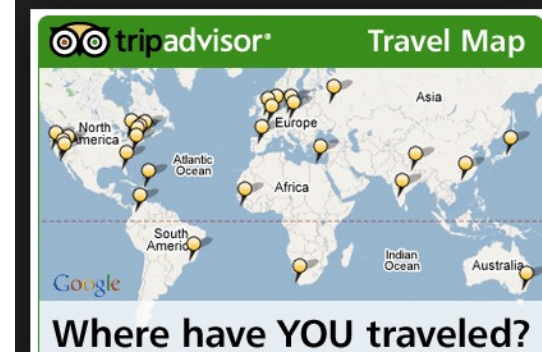 tripadvisor®
Travel Map
Asia
North
America
Europe
Atlantic
Ocean
Africa
South
America
Indian
Ocean
Australia
Google
Where have YOU traveled?